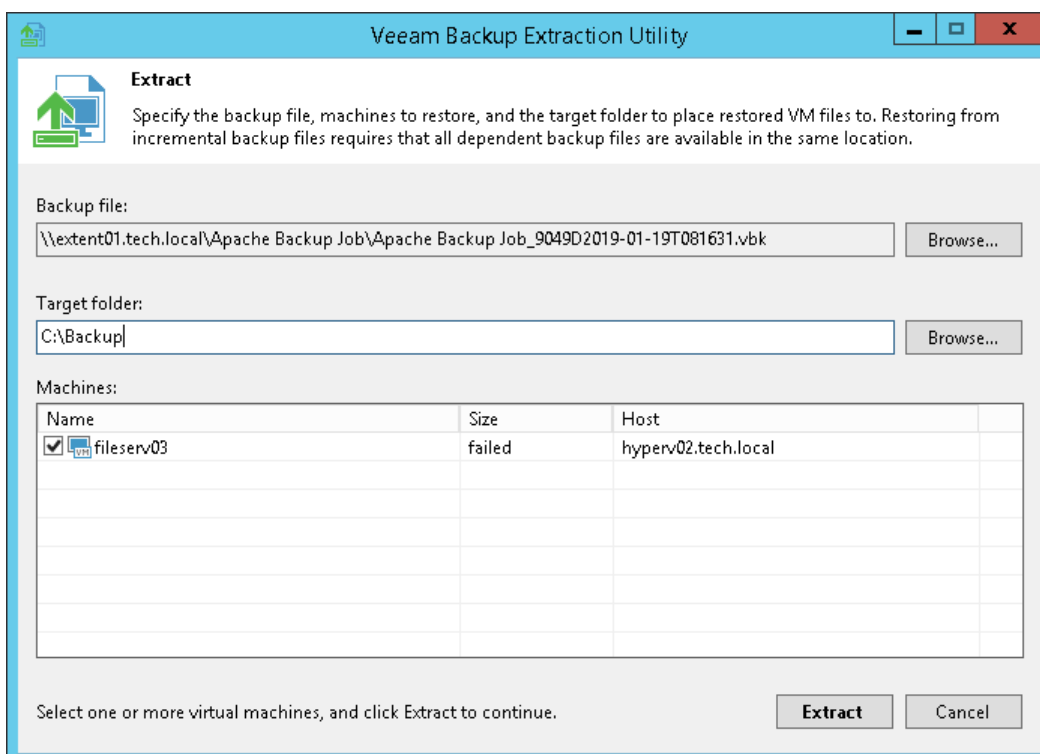 Veeam Backup Extraction Utility
Extract
Specify the backup file, machines to restore, and the target folder to place restored VM files to. Restoring from
incremental backup files requires that all dependent backup files are available in the same location.
Backup file:
\\extent01.tech.local\Apache Backup Job\Apache Backup Job_9049D2019-01-19T081631.vbk
Browse...
Target folder:
C:\Backup
Browse...
Machines:
Name Size Host
VM fileserv03 failed hyperv02.tech.local
Select one or more virtual machines, and click Extract to continue.
Extract
Cancel